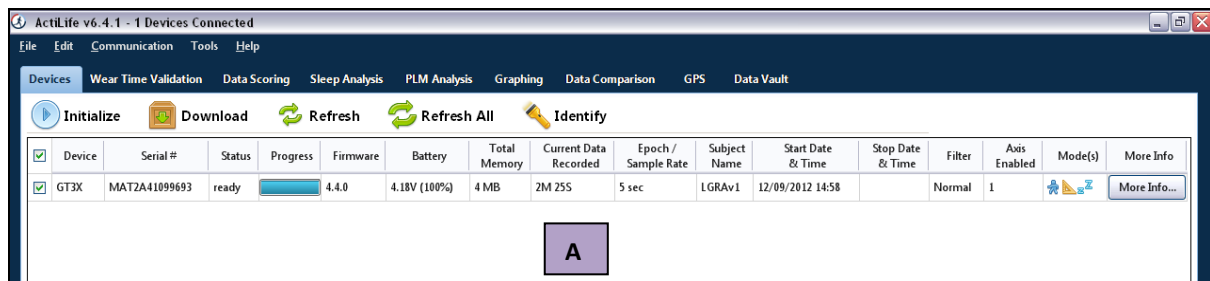 ActiLife v6.4.1 - 1 Devices Connected
File Edit Communication Tools Help
Devices Wear Time Validation Data Scoring Sleep Analysis PLM Analysis Graphing Data Comparison GPS Data Vault
Initialize Download Refresh Refresh All Identify
Device Serial # Status Progress Firmware Battery Total Memory Current Data Recorded Epoch / Sample Rate Subject Name Start Date & Time Stop Date & Time Filter Axis Enabled Mode(s) More Info
GT3X MAT2A41099693 ready 4.4.0 4.18V (100%) 4 MB 2M 25S 5 sec LGRAv1 12/09/2012 14:58 Normal 1 More Info...
A